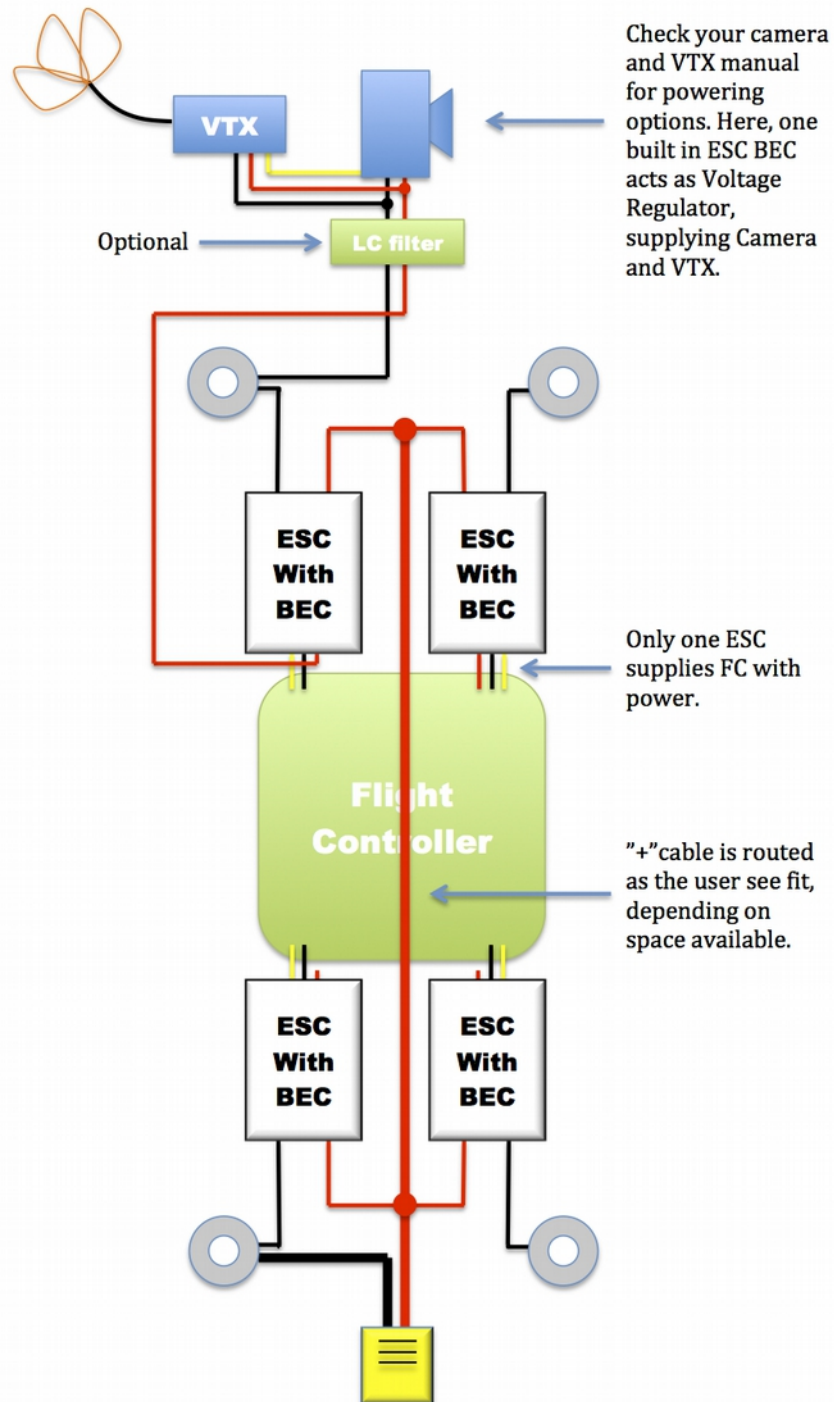 Check your camera
and VTX manual
for powering
options. Here, one
built in ESC BEC
acts as Voltage
Regulator,
supplying Camera
and VTX.
VTX
Optional
LC filter
ESC
With
BEC
ESC
With
BEC
Only one ESC
supplies FC with
power.
Flight
Controller
”+”cable is routed
as the user see fit,
depending on
space available.
ESC
With
BEC
ESC
With
BEC